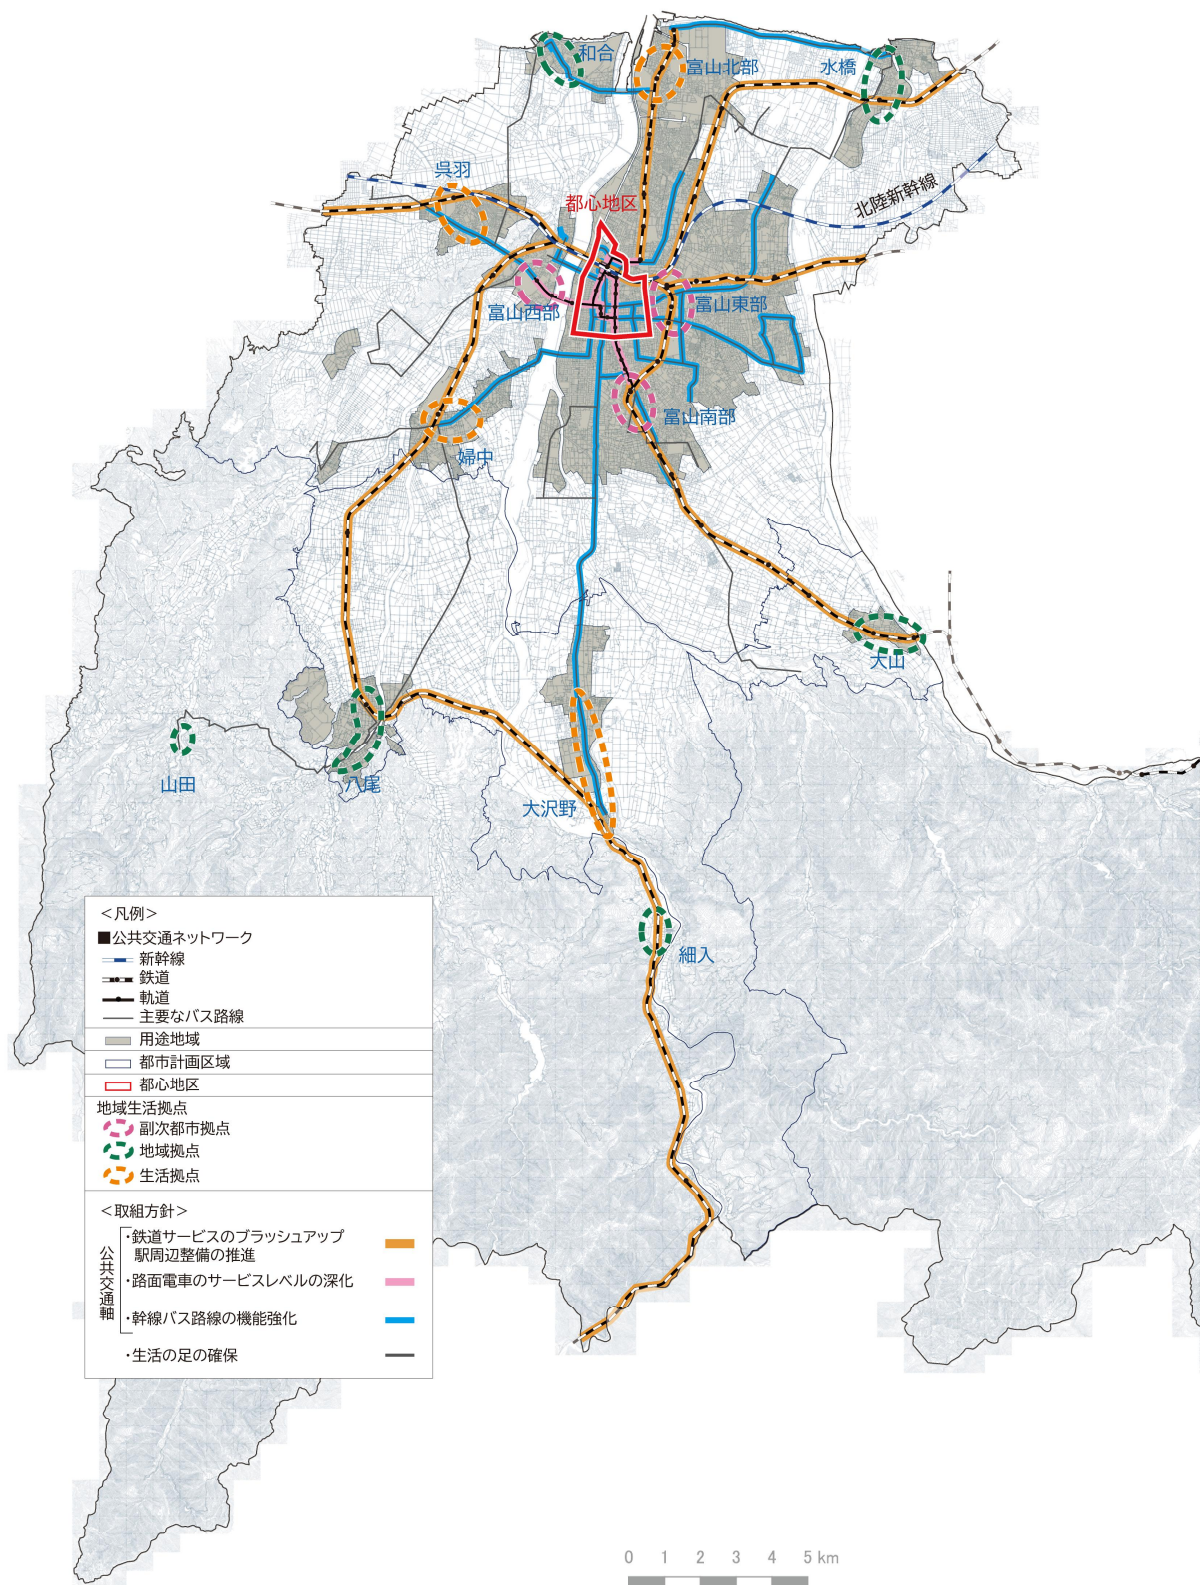 和合
富山北部
水橋
呉羽
都心地区
北陸新幹線
富山西部
富山東部
富山南部
婦中
大山
山田
八尾
大沢野
細入
＜凡例＞
■公共交通ネットワーク
新幹線
鉄道
軌道
主要なバス路線
用途地域
都市計画区域
都心地区
地域生活拠点
副次都市拠点
地域拠点
生活拠点
＜取組方針＞
公共交通軸
・鉄道サービスのブラッシュアップ
駅周辺整備の推進
・路面電車のサービスレベルの深化
・幹線バス路線の機能強化
・生活の足の確保
0 1 2 3 4 5 km